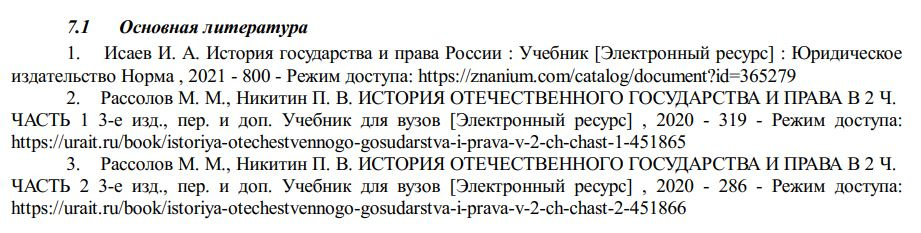 7.1 Основная литература
1. Исаев И. А. История государства и права России : Учебник [Электронный ресурс] : Юридическое
издательство Норма , 2021 - 800 - Режим доступа: https://znanium.com/catalog/document?id=365279
2. Рассолов М. М., Никитин П. В. ИСТОРИЯ ОТЕЧЕСТВЕННОГО ГОСУДАРСТВА И ПРАВА В 2 Ч.
ЧАСТЬ 1 3-е изд., пер. и доп. Учебник для вузов [Электронный ресурс] , 2020 - 319 - Режим доступа:
https://urait.ru/book/istoriya-otechestvennogo-gosudarstva-i-prava-v-2-ch-chast-1-451865
3. Рассолов М. М., Никитин П. В. ИСТОРИЯ ОТЕЧЕСТВЕННОГО ГОСУДАРСТВА И ПРАВА В 2 Ч.
ЧАСТЬ 2 3-е изд., пер. и доп. Учебник для вузов [Электронный ресурс] , 2020 - 286 - Режим доступа:
https://urait.ru/book/istoriya-otechestvennogo-gosudarstva-i-prava-v-2-ch-chast-2-451866